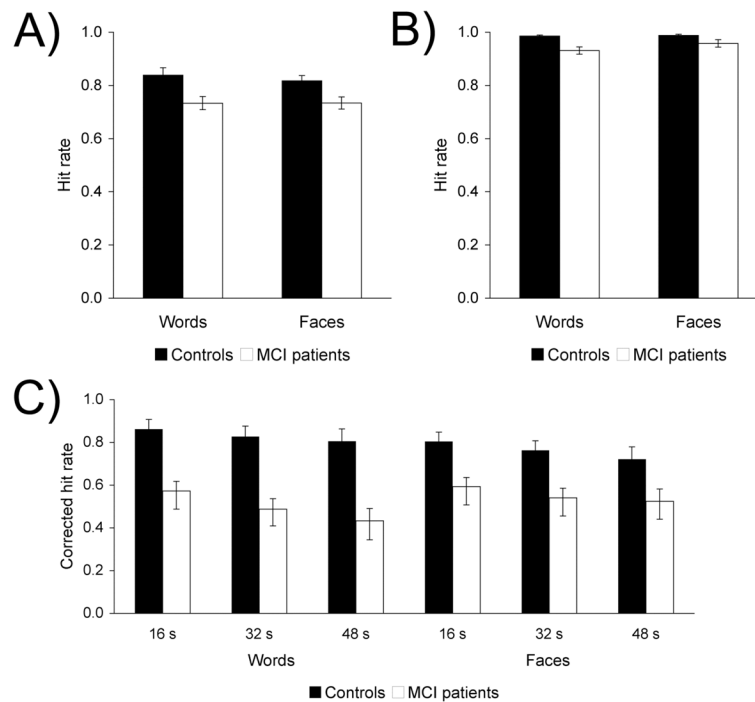 A)
Hit rate
1.0
0.8
0.6
0.4
0.2
0.0
Words Faces
Controls MCI patients
B)
Hit rate
1.0
0.8
0.6
0.4
0.2
0.0
Words Faces
Controls MCI patients
C)
Corrected hit rate
1.0
0.8
0.6
0.4
0.2
0.0
16 s 32 s 48 s 16 s 32 s 48 s
Words Faces
Controls MCI patients